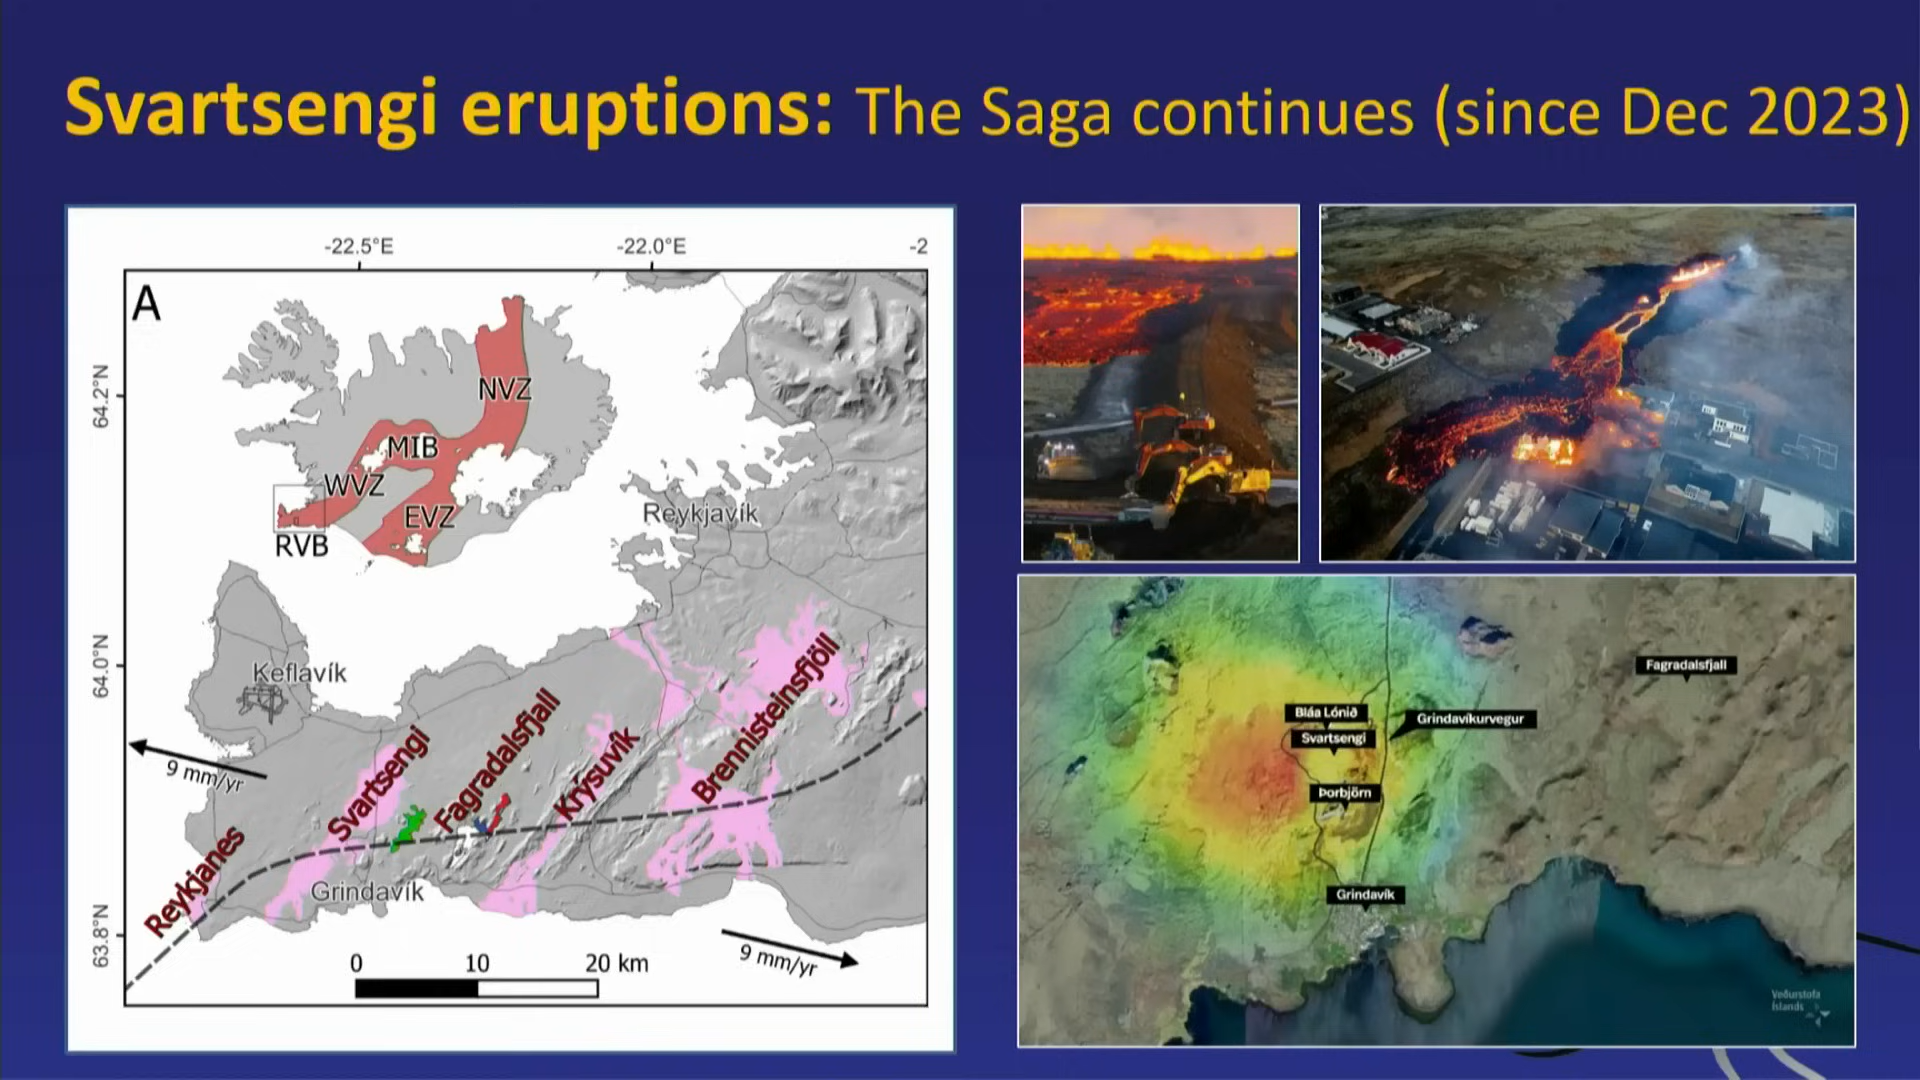 Svartsengi eruptions: The Saga continues (since Dec 2023)
-22.5°E
-22.0°E
-2
A
64.2°N
64.0°N
63.8°N
NVZ
MIB
WVZ
EVZ
RVB
Reykjavík
Keflavík
9 mm/yr
Reykjanes
Svartsengi
Fagradalsfjall
Krýsuvík
Brennisteinsfjöll
Grindavík
9 mm/yr
0 10 20 km
Fagradalsfjall
Bláa Lónið
Grindavíkurvegur
Svartsengi
Þorbjörn
Grindavík
Veðurstofa
Íslands